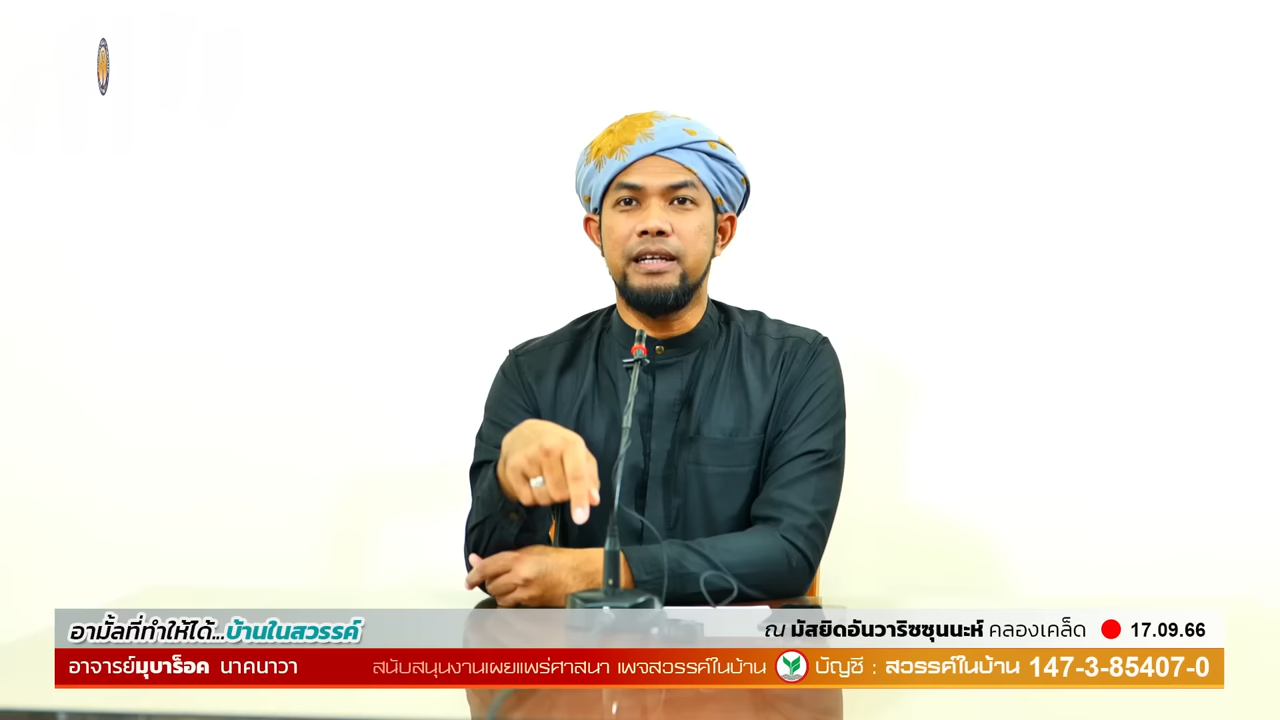 อามั้ลที่ทำให้ได้...บ้านในสวรรค์
ณ มัสยิดอันวาริซซุนนะห์ คลองเคล็ด 17.09.66
อาจารย์มุบาร็อค นาคนาวา
สนับสนุนงานเผยแพร่ศาสนา เพจสวรรค์ในบ้าน บัญชี : สวรรค์ในบ้าน 147-3-85407-0